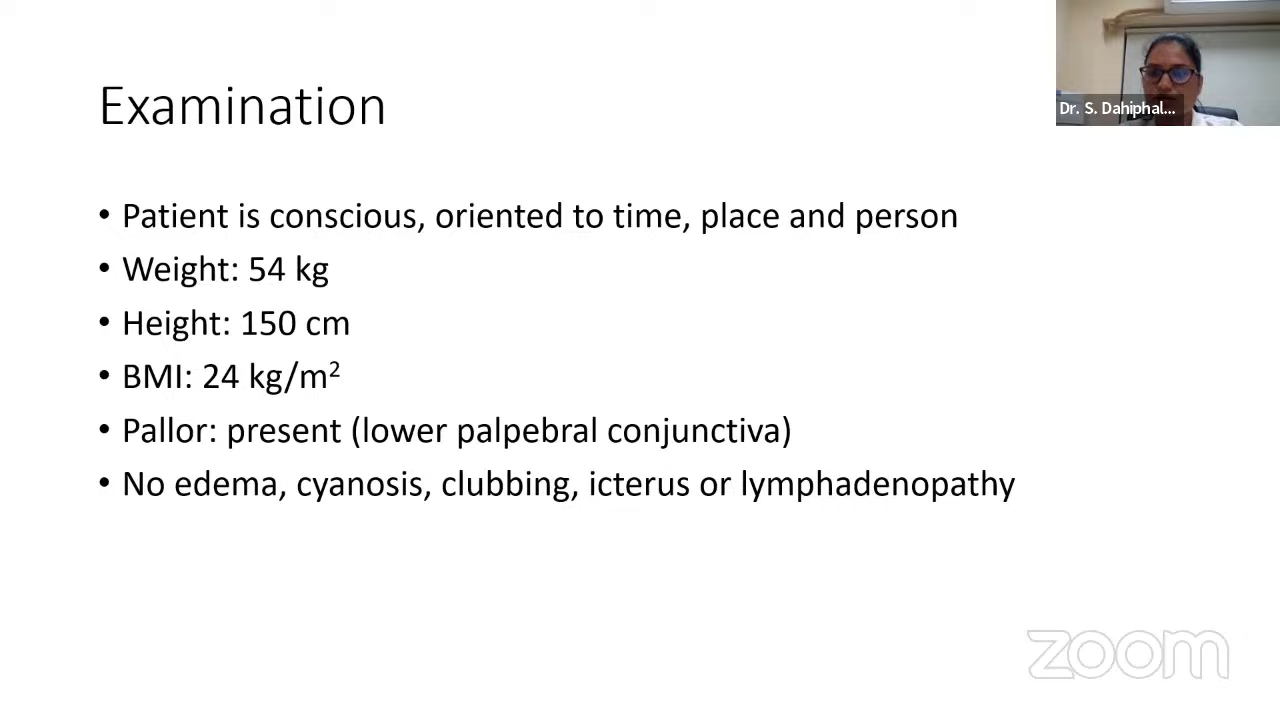 Dr. S. Dahiphal...
Examination
• Patient is conscious, oriented to time, place and person
• Weight: 54 kg
• Height: 150 cm
• BMI: 24 kg/m²
• Pallor: present (lower palpebral conjunctiva)
• No edema, cyanosis, clubbing, icterus or lymphadenopathy
zoom